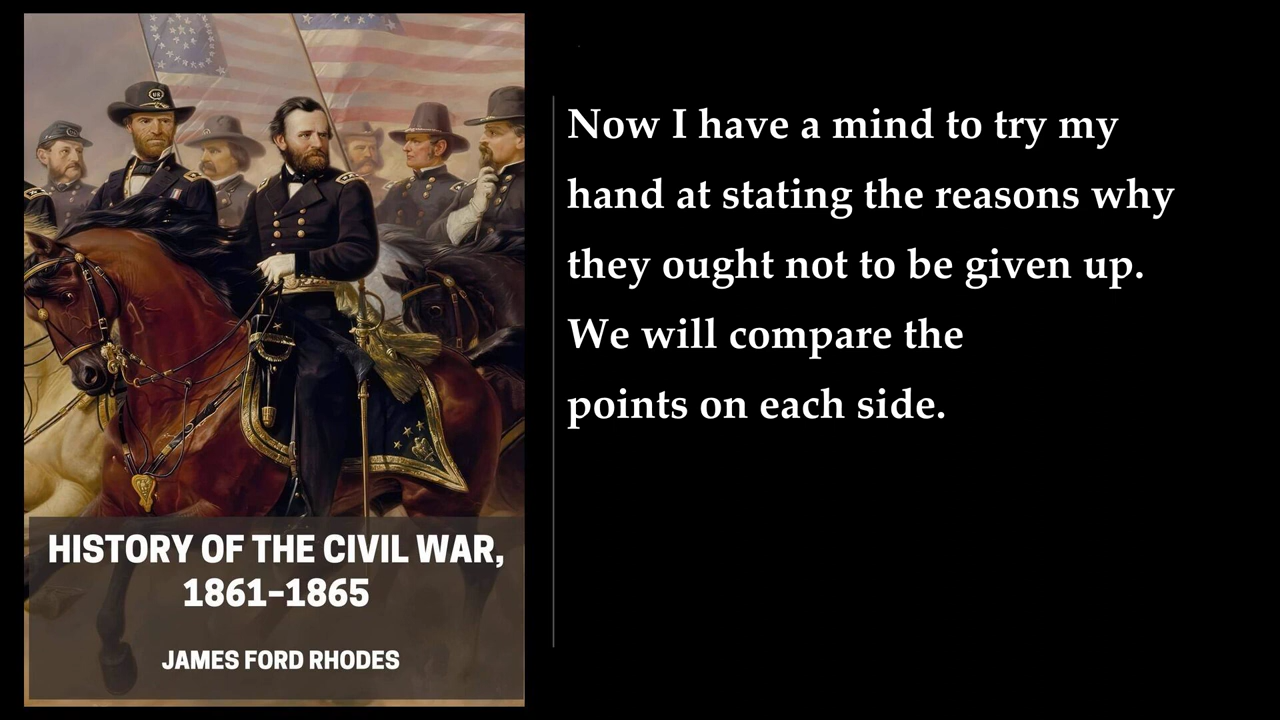 HISTORY OF THE CIVIL WAR,
1861–1865
JAMES FORD RHODES
Now I have a mind to try my
hand at stating the reasons why
they ought not to be given up.
We will compare the
points on each side.